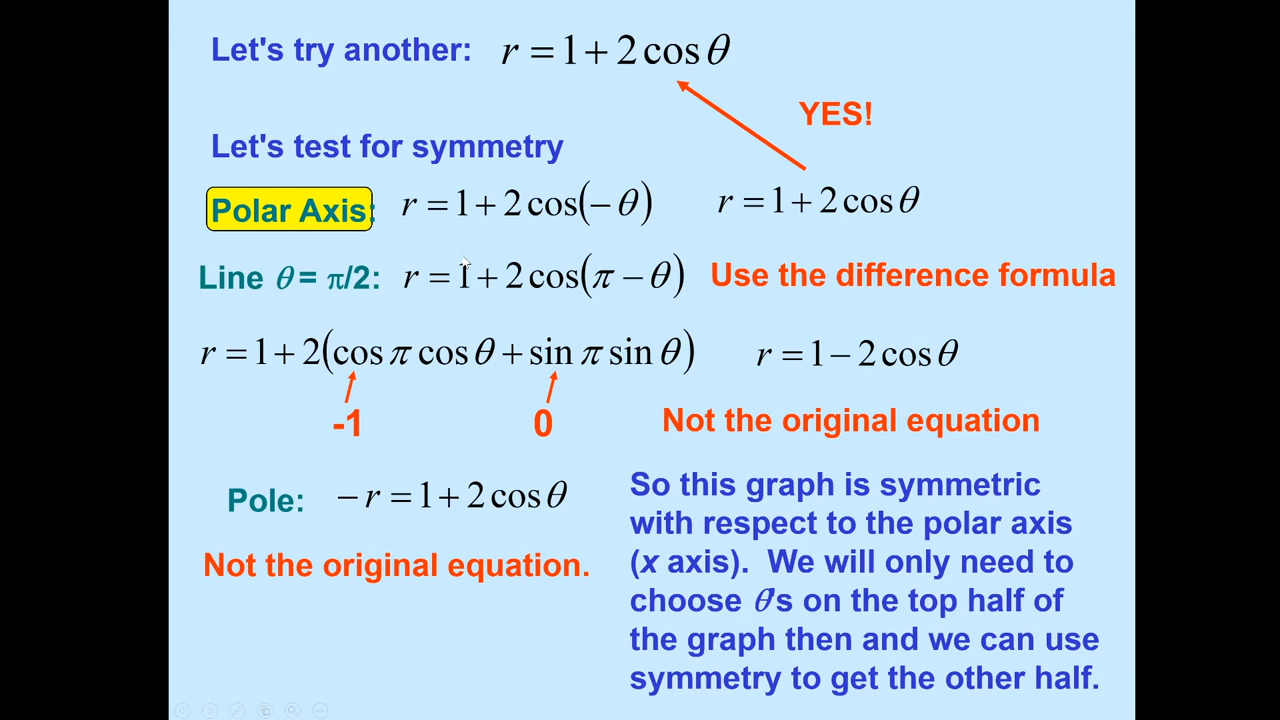 Let's try another: r = 1 + 2 cos θ
YES!
Let's test for symmetry
Polar Axis: r = 1 + 2 cos(− θ) r = 1 + 2 cos θ
Line θ = π/2: r = 1 + 2 cos(π − θ) Use the difference formula
r = 1 + 2(cos π cos θ + sin π sin θ) r = 1 − 2 cos θ
-1 0 Not the original equation
Pole: − r = 1 + 2 cos θ
Not the original equation.
So this graph is symmetric
with respect to the polar axis
(x axis). We will only need to
choose θ's on the top half of
the graph then and we can use
symmetry to get the other half.